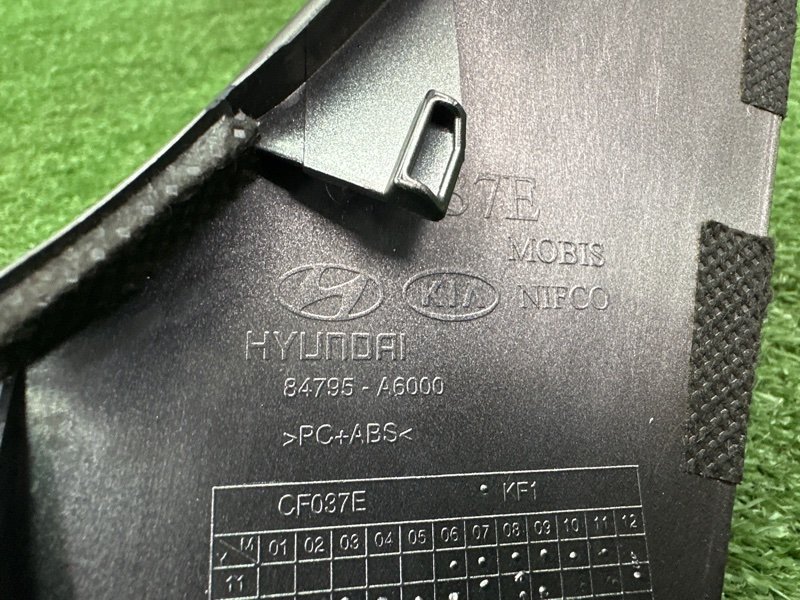 37E
MOBIS
KIA NIFCO
HYUNDAI
84795 - A6000
>PC+ABS<
CF037E KF1
M 01 02 03 04 05 06 07 08 09 10 11 12
11